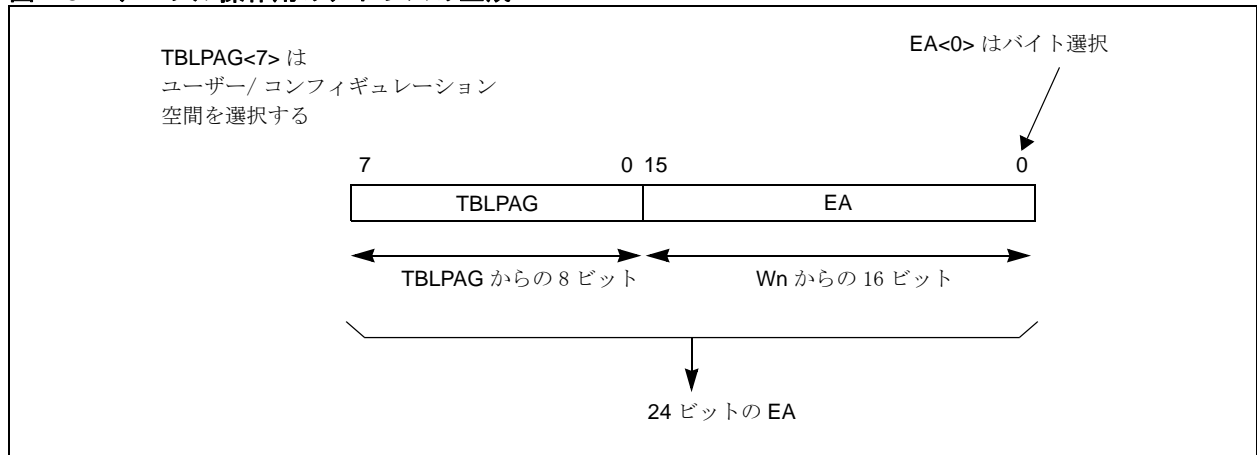 TBLPAG<7> は
ユーザー/ コンフィギュレーション
空間を選択する
EA<0> はバイト選択
7 0 15 0
TBLPAG EA
TBLPAG からの 8 ビット Wn からの 16 ビット
24 ビットの EA